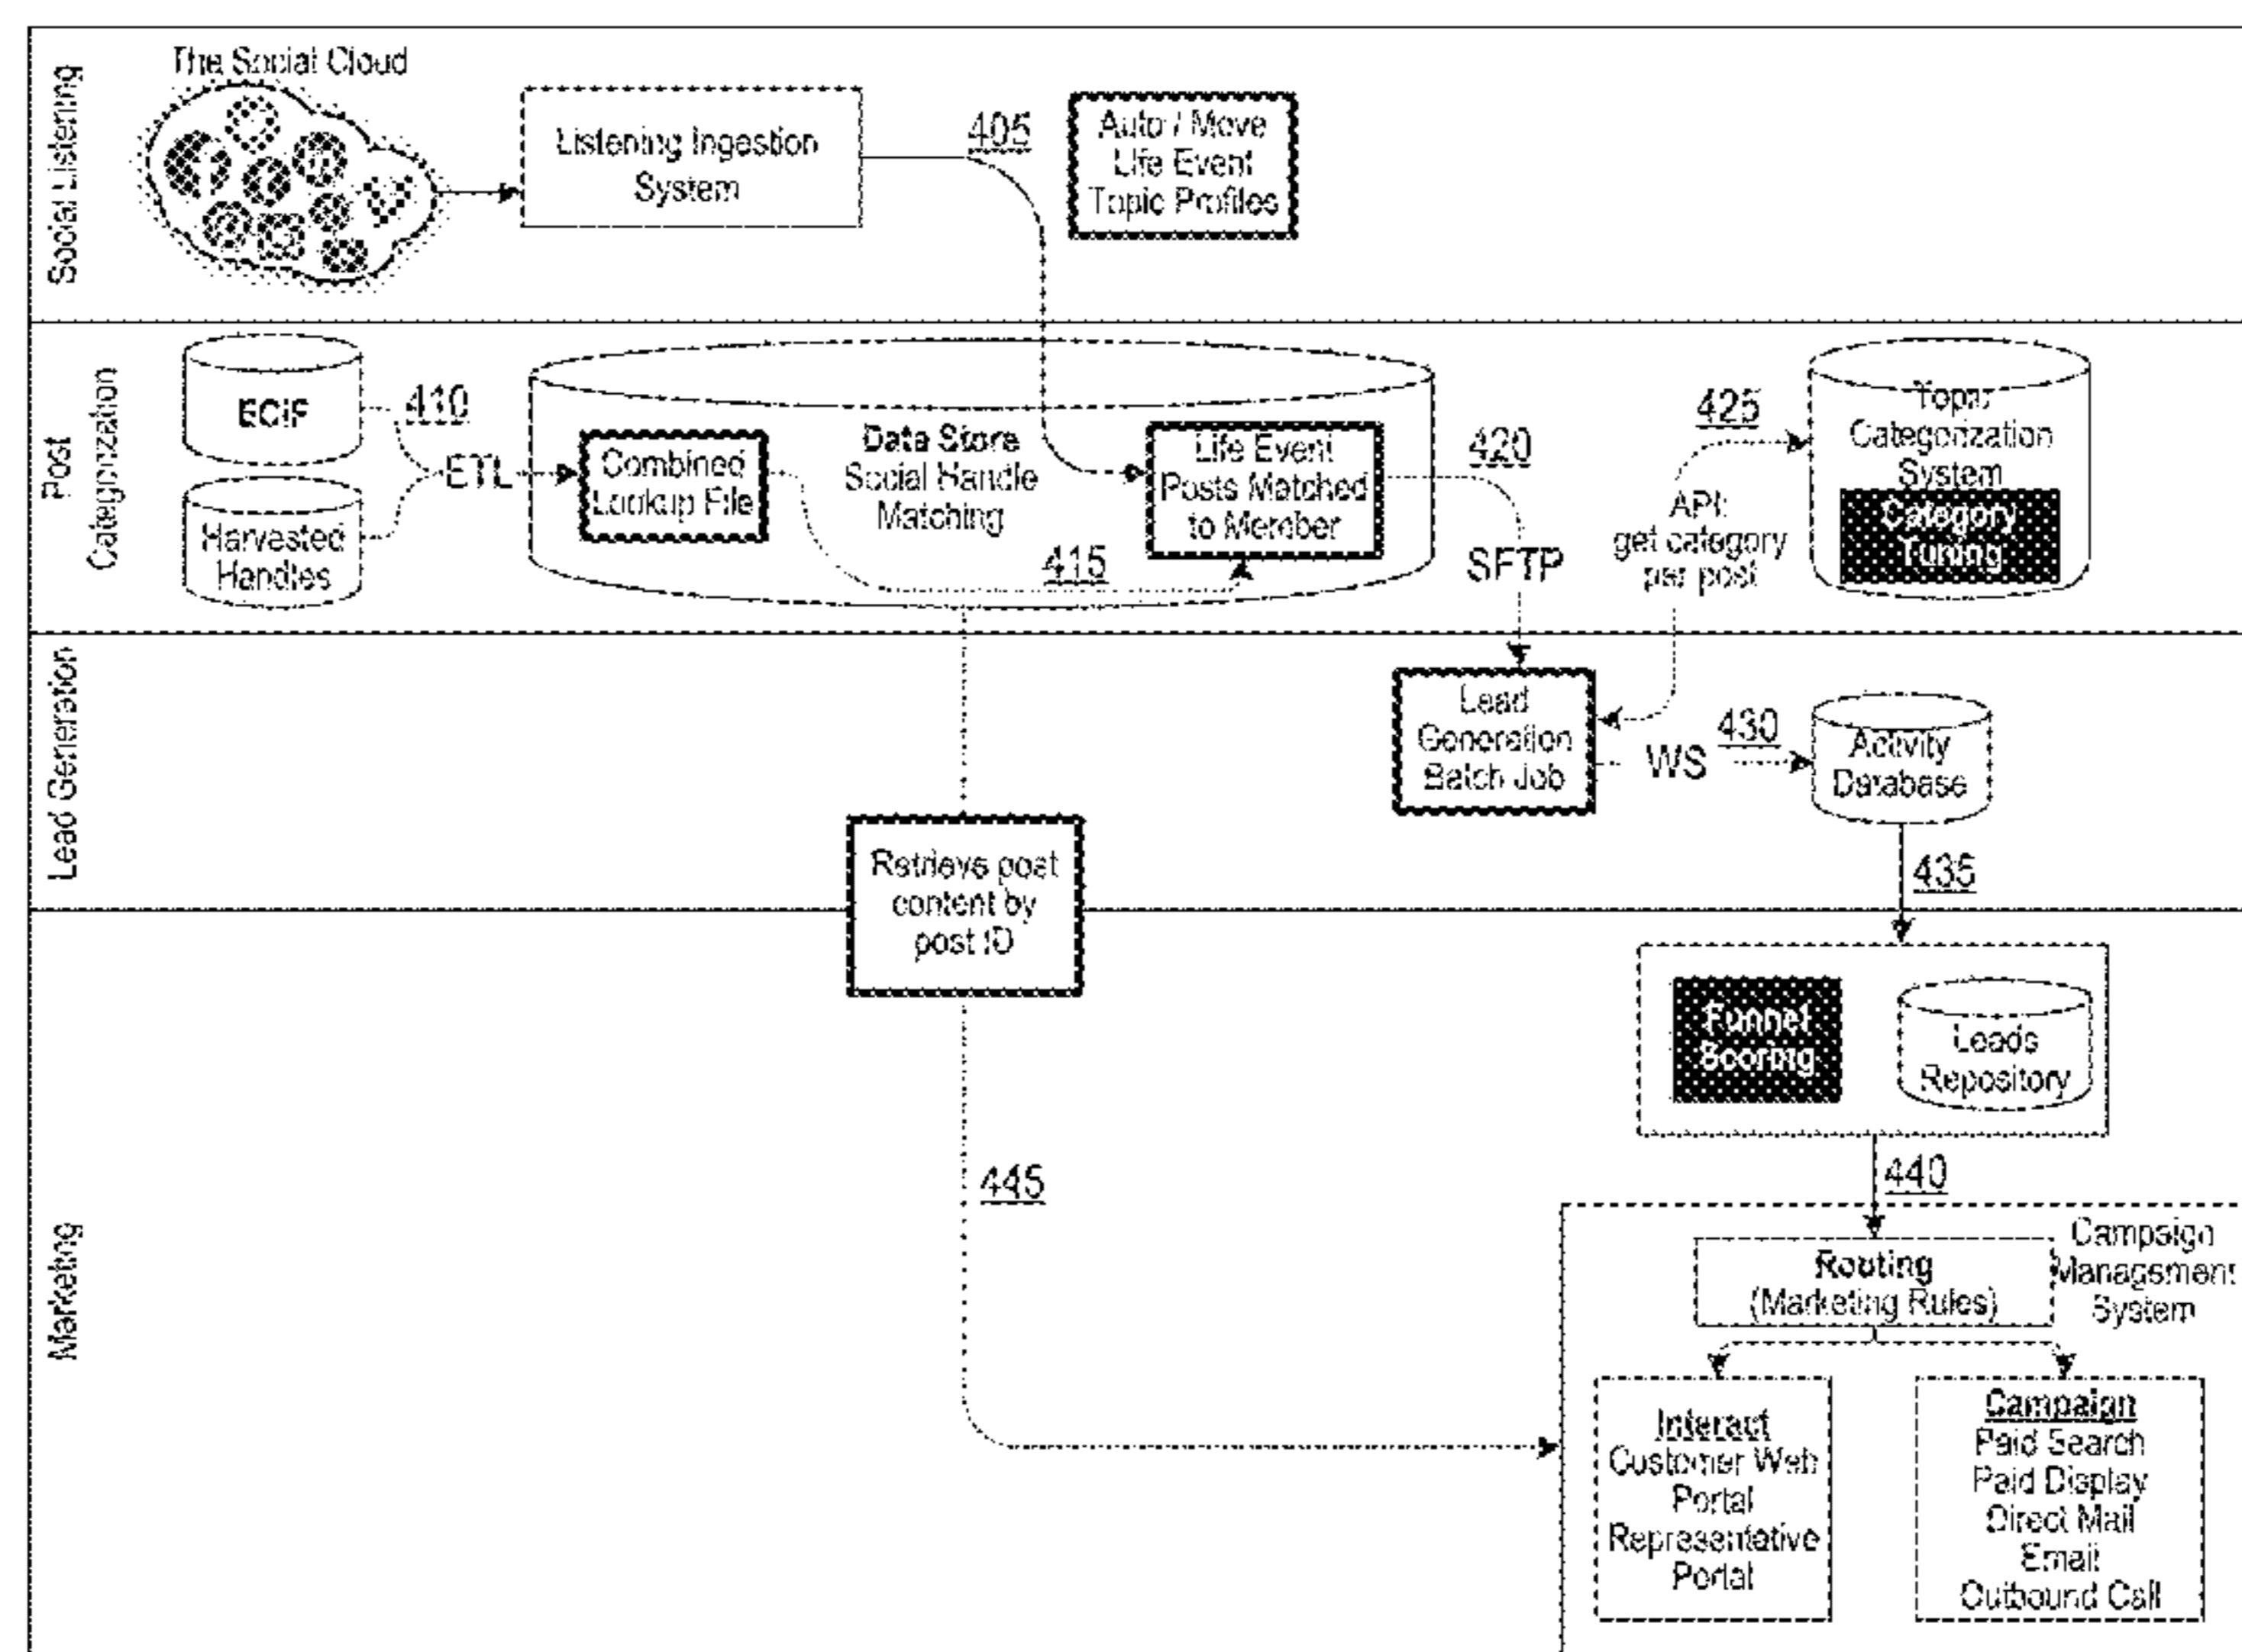 Social Listening
The Social Cloud
Listening Ingestion
System
405
Auto / Move
Life Event
Topic Profiles
Post
Categorization
ECIF
410
ETL
Harvested
Handles
Combined
Lookup File
Data Store
Social Handle
Matching
415
Life Event
Posts Matched
to Member
420
SFTP
425
API:
get category
per post
Topic
Categorization
System
Category
Tuning
Lead Generation
Lead
Generation
Batch Job
WS
430
Activity
Database
435
Retrieve post
content by
post ID
Marketing
445
Funnel
Scoring
Leads
Repository
440
Campaign
Management
System
Routing
(Marketing Rules)
Interact
Customer Web
Portal
Representative
Portal
Campaign
Paid Search
Paid Display
Direct Mail
Email
Outbound Call